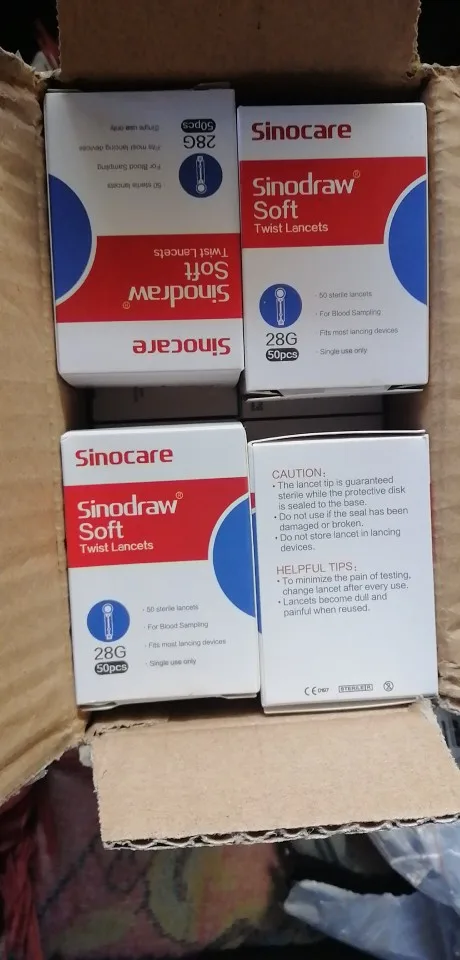 Sinocare
Sinodraw®
Soft
Twist Lancets
· 50 sterile lancets
· For Blood Sampling
· Fits most lancing devices
· Single use only
28G
50pcs
Sinocare
Sinodraw®
Soft
Twist Lancets
· 50 sterile lancets
· For Blood Sampling
· Fits most lancing devices
· Single use only
28G
50pcs
Sinocare
Sinodraw®
Soft
Twist Lancets
· 50 sterile lancets
· For Blood Sampling
· Fits most lancing devices
· Single use only
28G
50pcs
CAUTION:
• The lancet tip is guaranteed
sterile while the protective disk
is sealed to the base.
• Do not use if the seal has been
damaged or broken.
• Do not store lancet in lancing
devices.
HELPFUL TIPS:
• To minimize the pain of testing,
change lancet after every use.
• Lancets become dull and
painful when reused.
CE 0197 STERILE R